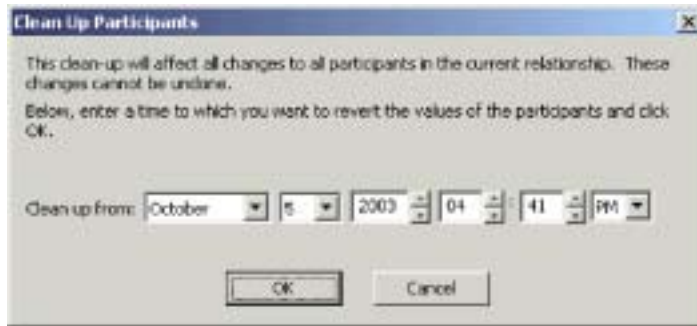 Clean Up Participants
This clean-up will affect all changes to all participants in the current relationship. These
changes cannot be undone.
Below, enter a time to which you want to revert the values of the participants and click
OK.
Clean up from: October 5 2003 04 : 41 PM
OK Cancel